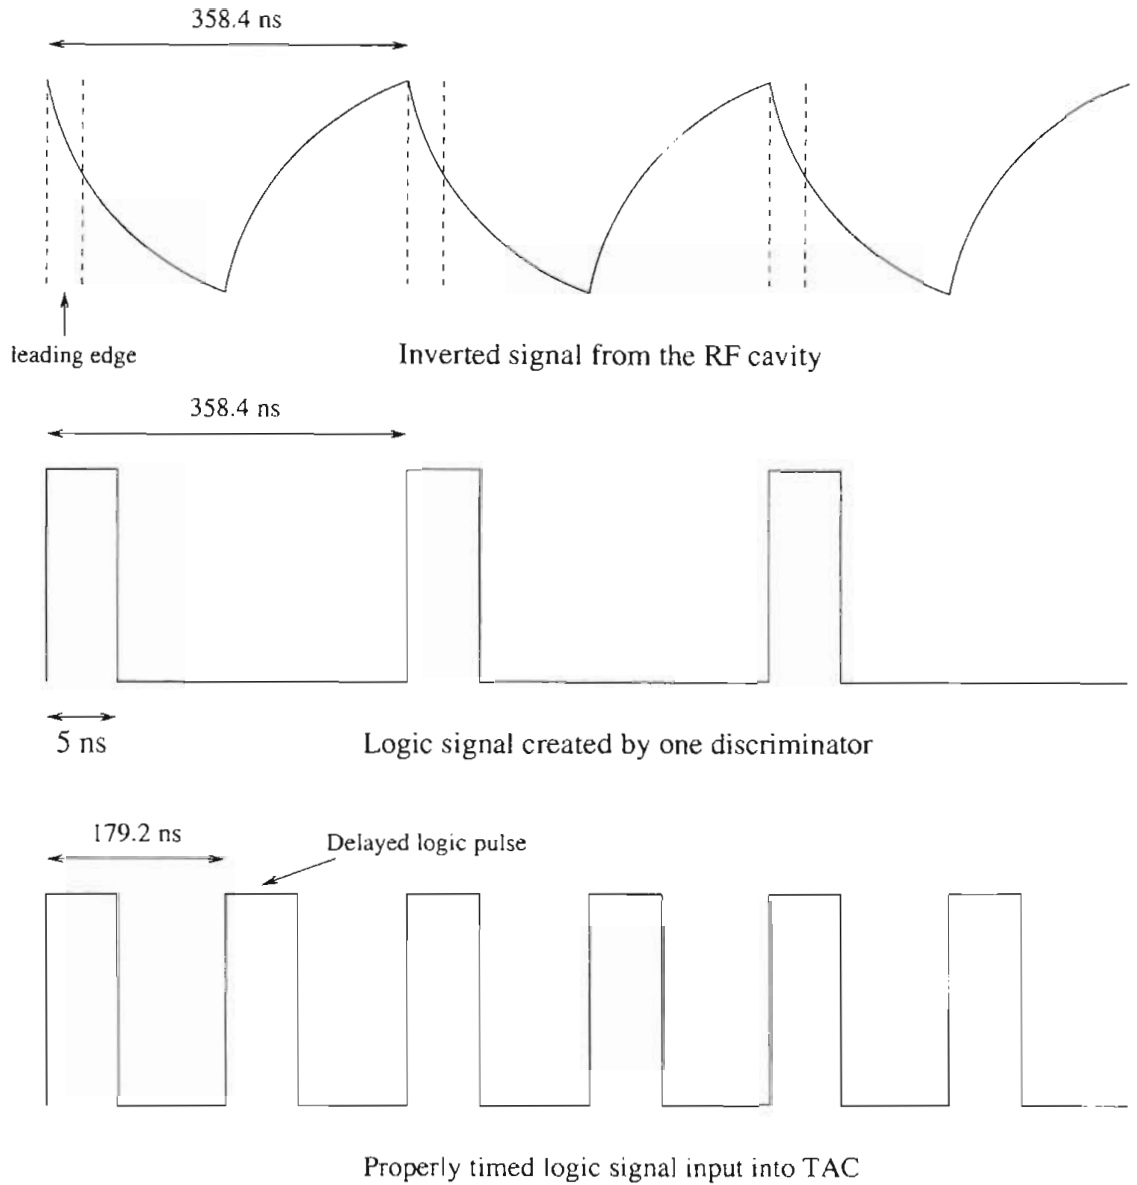 358.4 ns
leading edge
Inverted signal from the RF cavity
358.4 ns
5 ns
Logic signal created by one discriminator
179.2 ns
Delayed logic pulse
Properly timed logic signal input into TAC